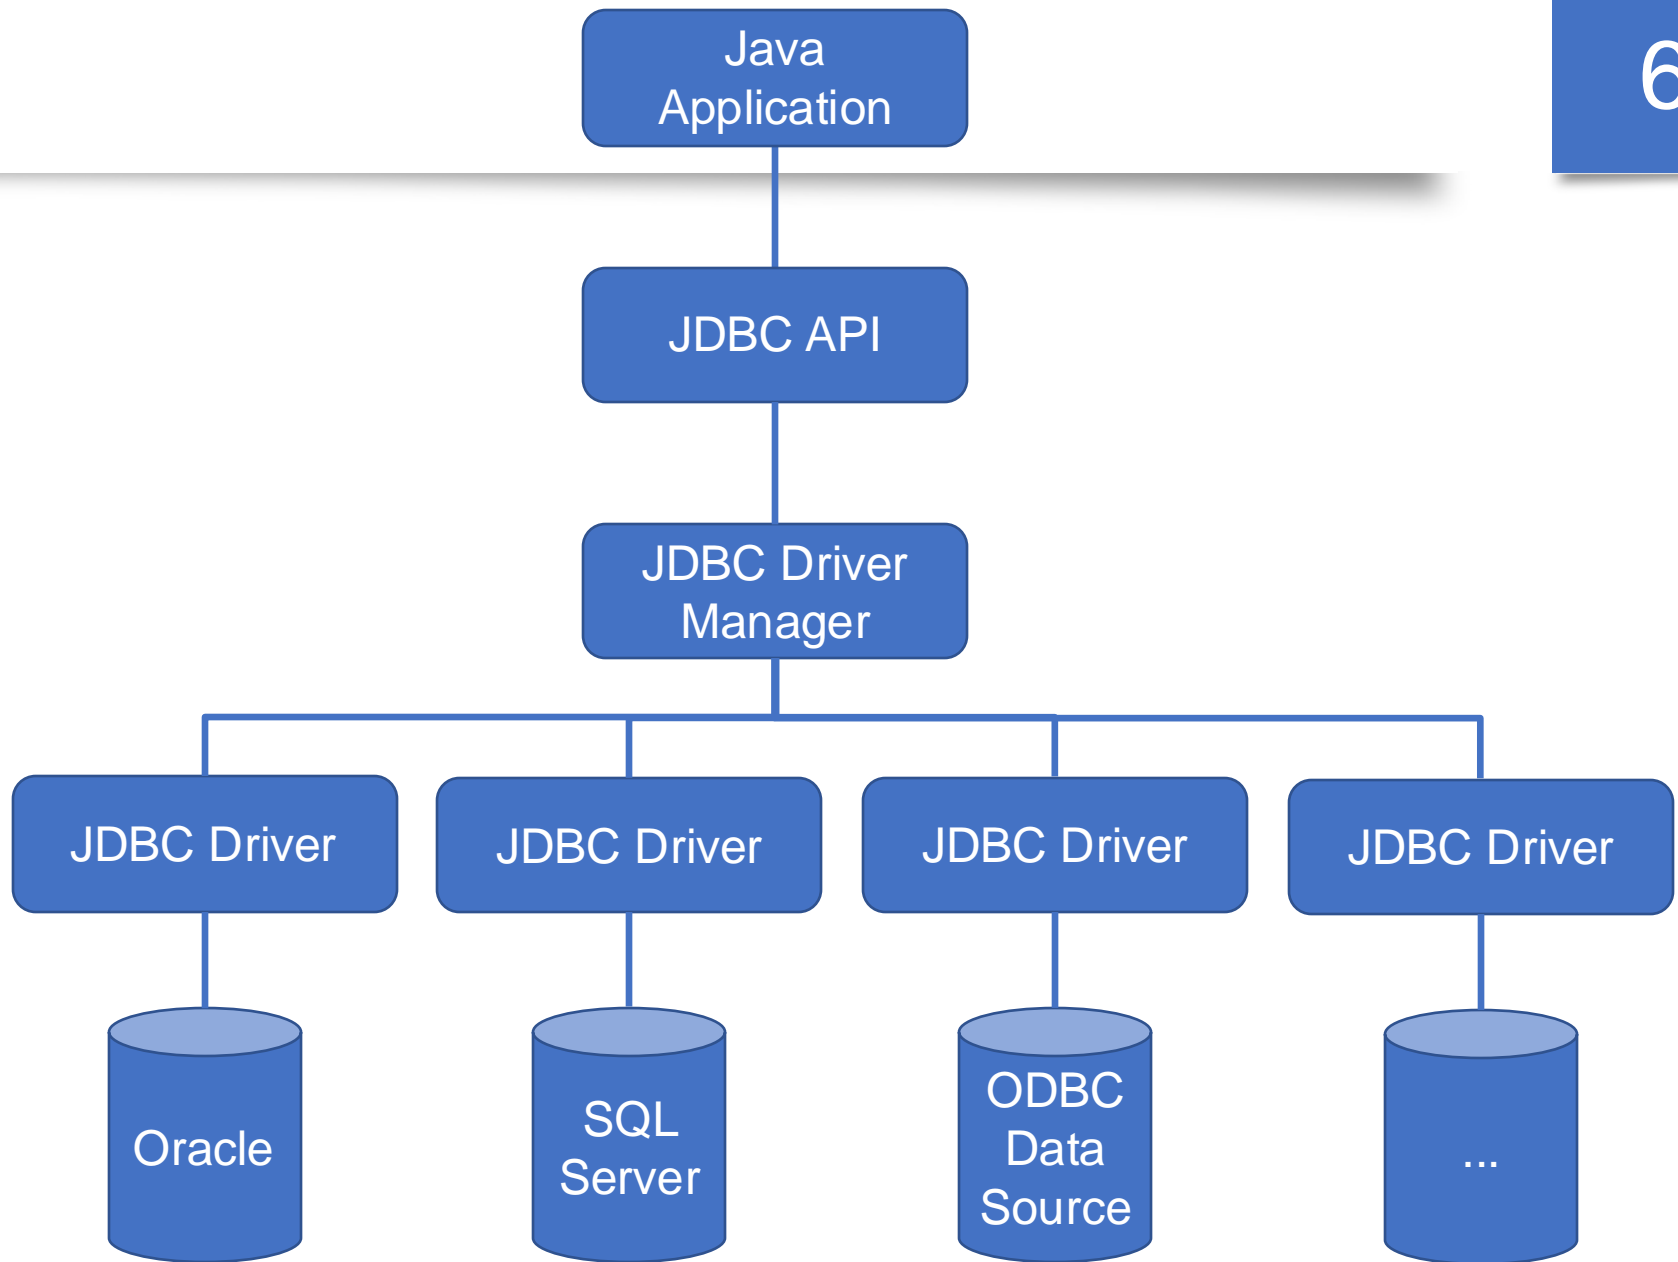 Java
Application
6
JDBC API
JDBC Driver
Manager
JDBC Driver
JDBC Driver
JDBC Driver
JDBC Driver
Oracle
SQL
Server
ODBC
Data
Source
...